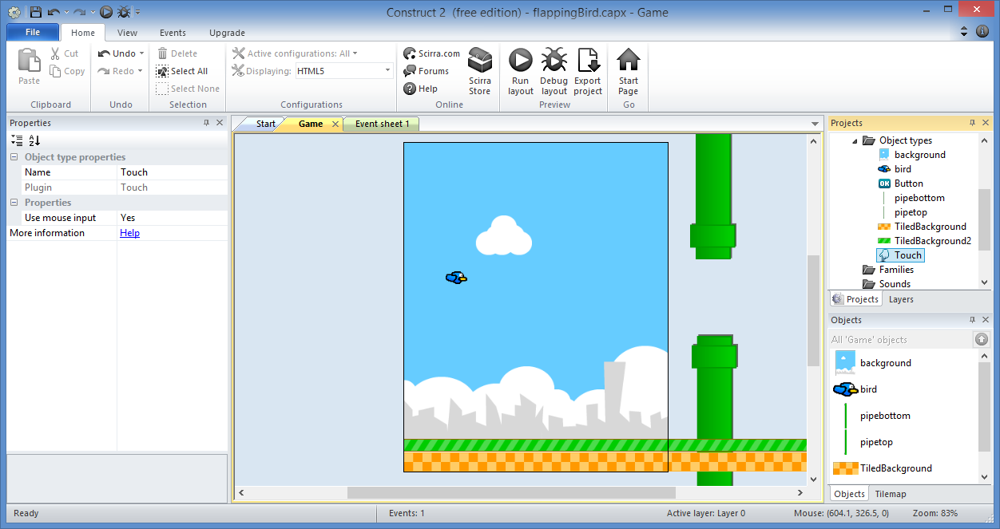 Construct 2 (free edition) - flappingBird.capx - Game
File Home View Events Upgrade
Paste
Cut
Copy
Clipboard
Undo
Redo
Undo
Delete
Select All
Select None
Selection
Active configurations: All
Displaying: HTML5
Configurations
Scirra.com
Forums
Help
Scirra
Store
Online
Run
layout
Debug
layout
Export
project
Preview
Start
Page
Go
Properties
A
Z
Object type properties
Name Touch
Plugin Touch
Properties
Use mouse input Yes
More information Help
Start Game Event sheet 1
Projects
Object types
background
bird
OK Button
pipebottom
pipetop
TiledBackground
TiledBackground2
Touch
Families
Sounds
Projects Layers
Objects
All 'Game' objects
background
bird
pipebottom
pipetop
TiledBackground
Objects Tilemap
Ready Events: 1 Active layer: Layer 0 Mouse: (604.1, 326.5, 0) Zoom: 83%